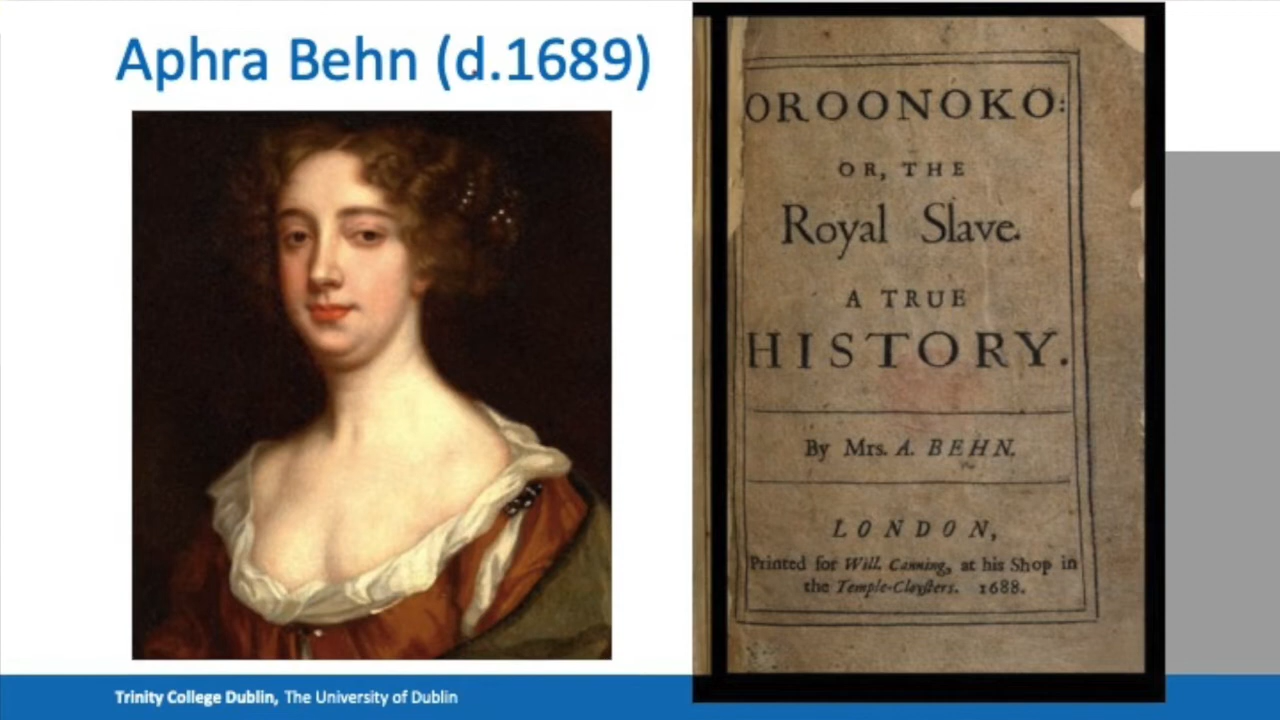 Aphra Behn (d.1689)
OROONOKO:
OR, THE
Royal Slave.
A TRUE
HISTORY.
By Mrs. A. BEHN.
LONDON,
Printed for Will. Canning, at his Shop in
the Temple-Cloysters. 1688.
Trinity College Dublin, The University of Dublin